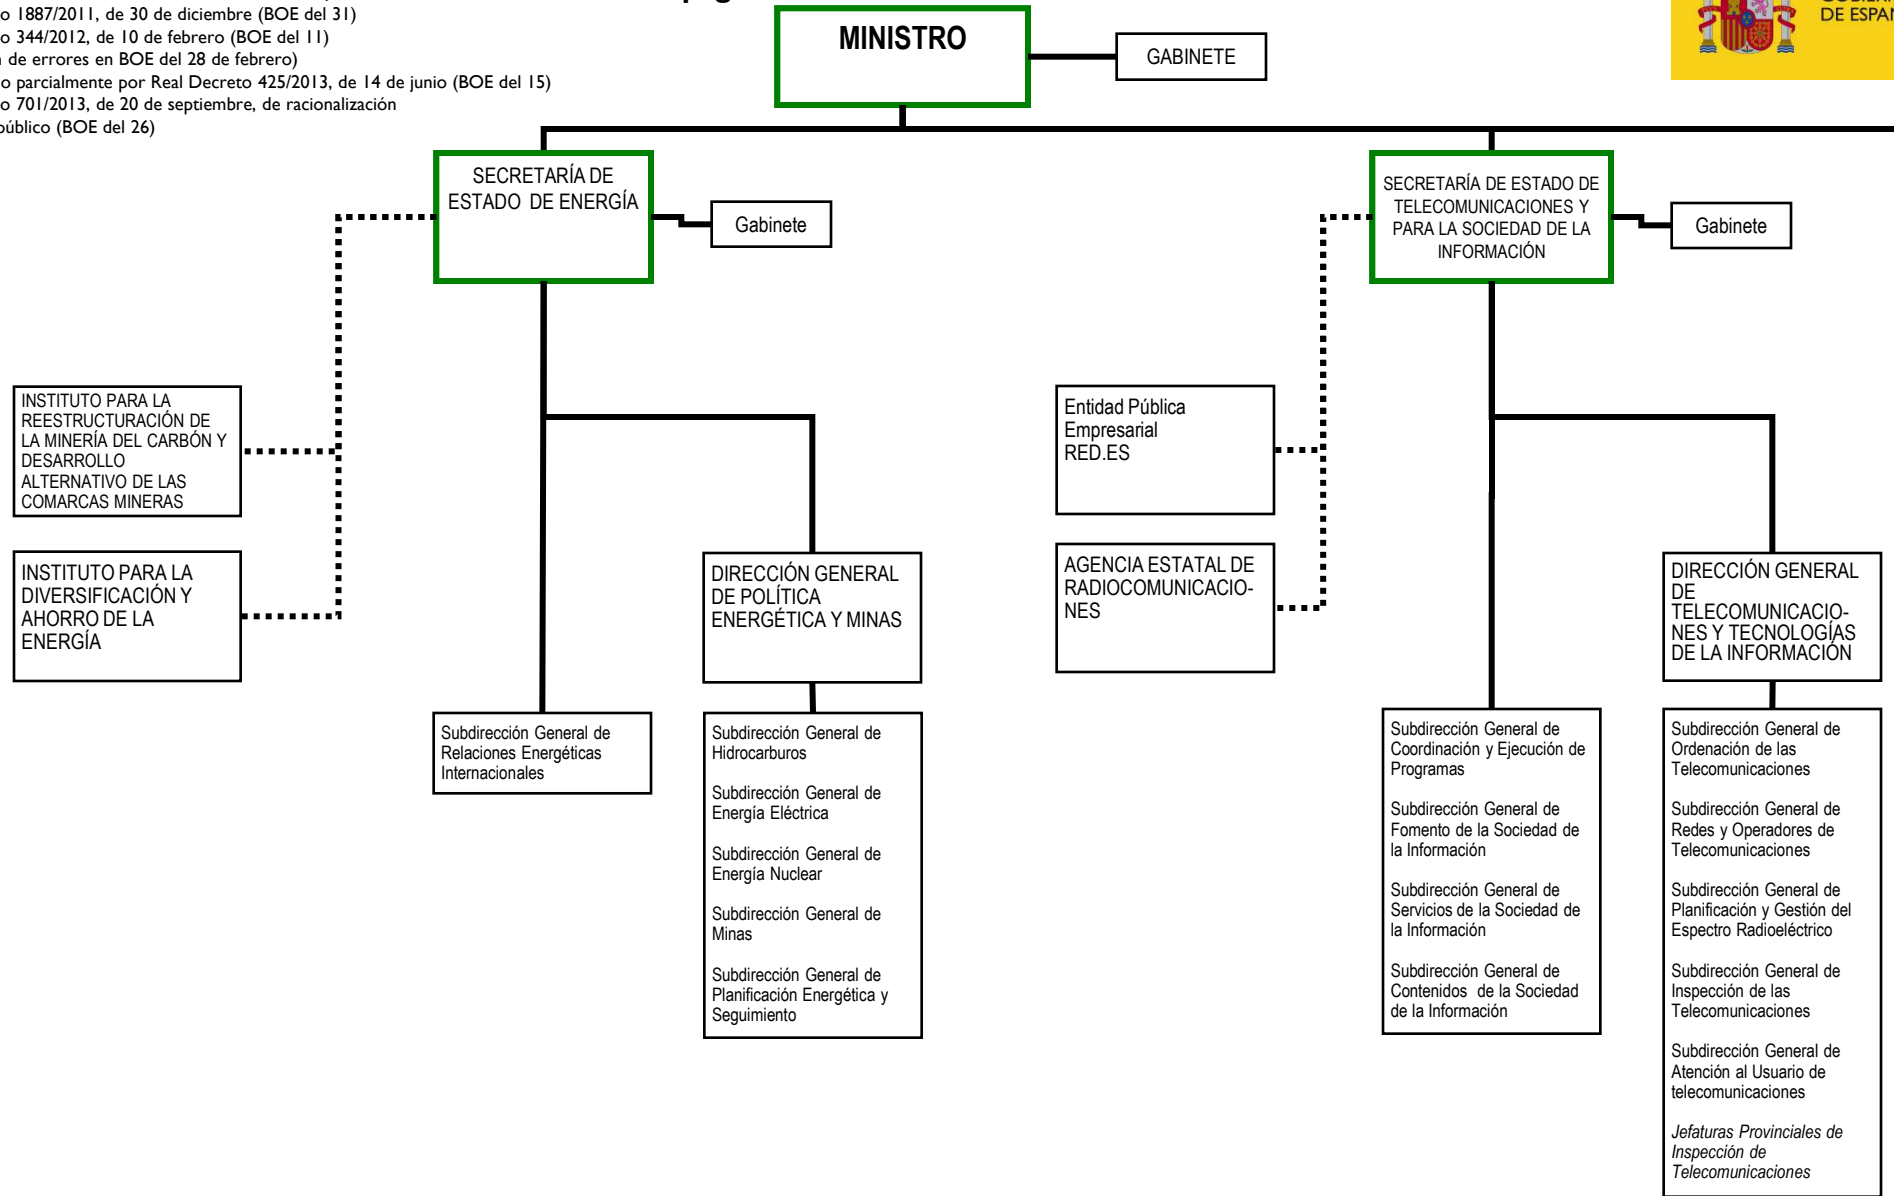 o 1887/2011, de 30 de diciembre (BOE del 31)
o 344/2012, de 10 de febrero (BOE del 11)
de errores en BOE del 28 de febrero)
o parcialmente por Real Decreto 425/2013, de 14 de junio (BOE del 15)
o 701/2013, de 20 de septiembre, de racionalización
público (BOE del 26)
MINISTRO
GABINETE
DE ESPAÑ
SECRETARÍA DE
ESTADO DE ENERGÍA
Gabinete
SECRETARÍA DE ESTADO DE
TELECOMUNICACIONES Y
PARA LA SOCIEDAD DE LA
INFORMACIÓN
Gabinete
INSTITUTO PARA LA
REESTRUCTURACIÓN DE
LA MINERÍA DEL CARBÓN Y
DESARROLLO
ALTERNATIVO DE LAS
COMARCAS MINERAS
INSTITUTO PARA LA
DIVERSIFICACIÓN Y
AHORRO DE LA
ENERGÍA
DIRECCIÓN GENERAL
DE POLÍTICA
ENERGÉTICA Y MINAS
Subdirección General de
Relaciones Energéticas
Internacionales
Subdirección General de
Hidrocarburos
Subdirección General de
Energía Eléctrica
Subdirección General de
Energía Nuclear
Subdirección General de
Minas
Subdirección General de
Planificación Energética y
Seguimiento
Entidad Pública
Empresarial
RED.ES
AGENCIA ESTATAL DE
RADIOCOMUNICACIO-
NES
DIRECCIÓN GENERAL
DE
TELECOMUNICACIO-
NES Y TECNOLOGÍAS
DE LA INFORMACIÓN
Subdirección General de
Coordinación y Ejecución de
Programas
Subdirección General de
Fomento de la Sociedad de
la Información
Subdirección General de
Servicios de la Sociedad de
la Información
Subdirección General de
Contenidos de la Sociedad
de la Información
Subdirección General de
Ordenación de las
Telecomunicaciones
Subdirección General de
Redes y Operadores de
Telecomunicaciones
Subdirección General de
Planificación y Gestión del
Espectro Radioeléctrico
Subdirección General de
Inspección de las
Telecomunicaciones
Subdirección General de
Atención al Usuario de
telecomunicaciones
Jefaturas Provinciales de
Inspección de
Telecomunicaciones